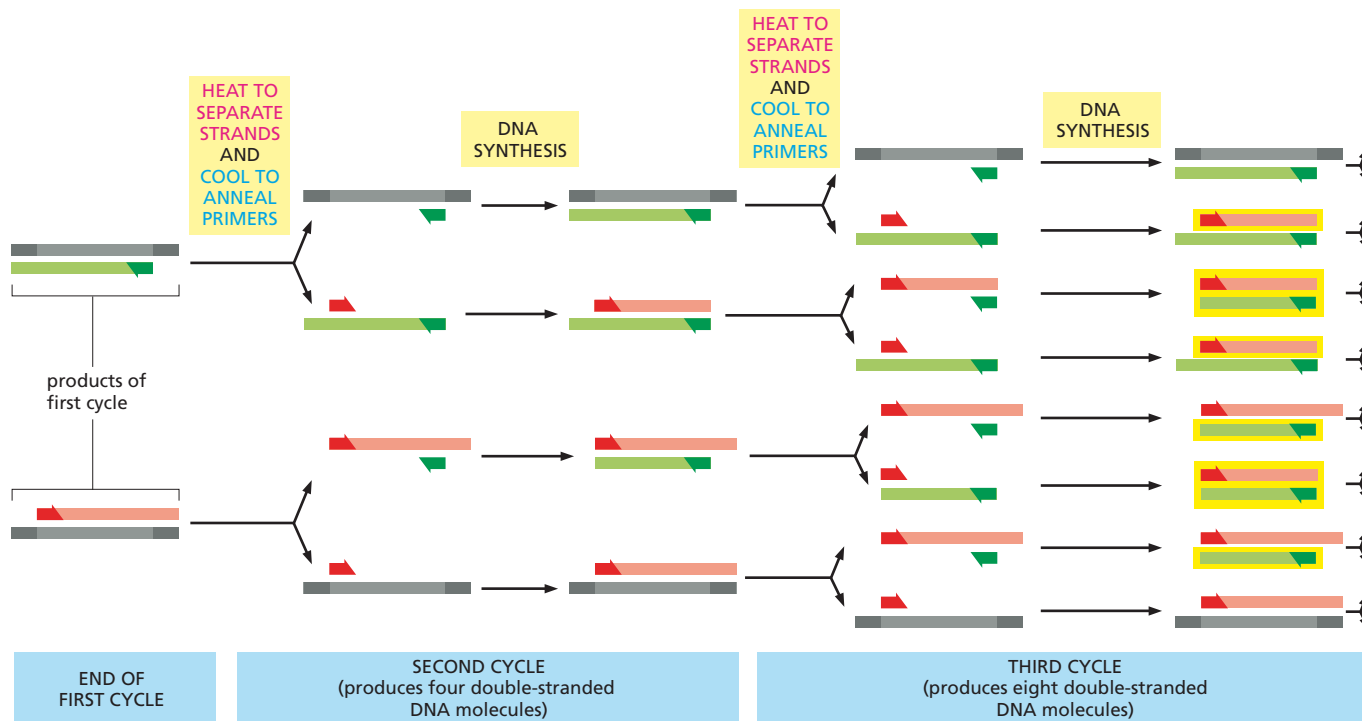 HEAT TO
SEPARATE
STRANDS
AND
COOL TO
ANNEAL
PRIMERS
DNA
SYNTHESIS
HEAT TO
SEPARATE
STRANDS
AND
COOL TO
ANNEAL
PRIMERS
DNA
SYNTHESIS
products of
first cycle
END OF
FIRST CYCLE
SECOND CYCLE
(produces four double-stranded
DNA molecules)
THIRD CYCLE
(produces eight double-stranded
DNA molecules)